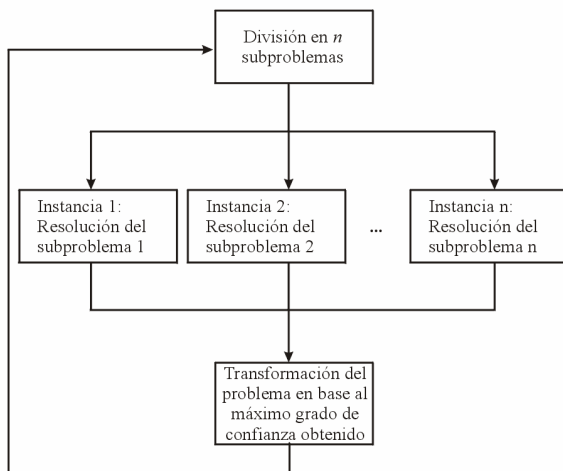 División en n
subproblemas
Instancia 1:
Resolución del
subproblema 1
Instancia 2:
Resolución del
subproblema 2
...
Instancia n:
Resolución del
subproblema n
Transformación del
problema en base al
máximo grado de
confianza obtenido